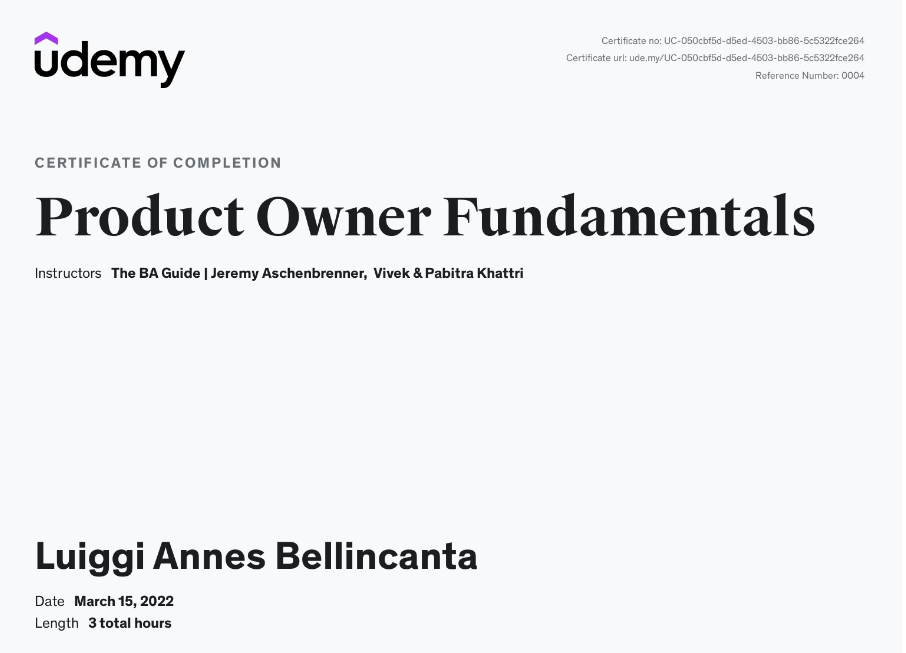 udemy
Certificate no: UC-050cbf5d-d5ed-4503-bb86-5c5322fce264
Certificate url: ude.my/UC-050cbf5d-d5ed-4503-bb86-5c5322fce264
Reference Number: 0004
CERTIFICATE OF COMPLETION
Product Owner Fundamentals
Instructors The BA Guide | Jeremy Aschenbrenner, Vivek & Pabitra Khattri
Luiggi Annes Bellincanta
Date March 15, 2022
Length 3 total hours